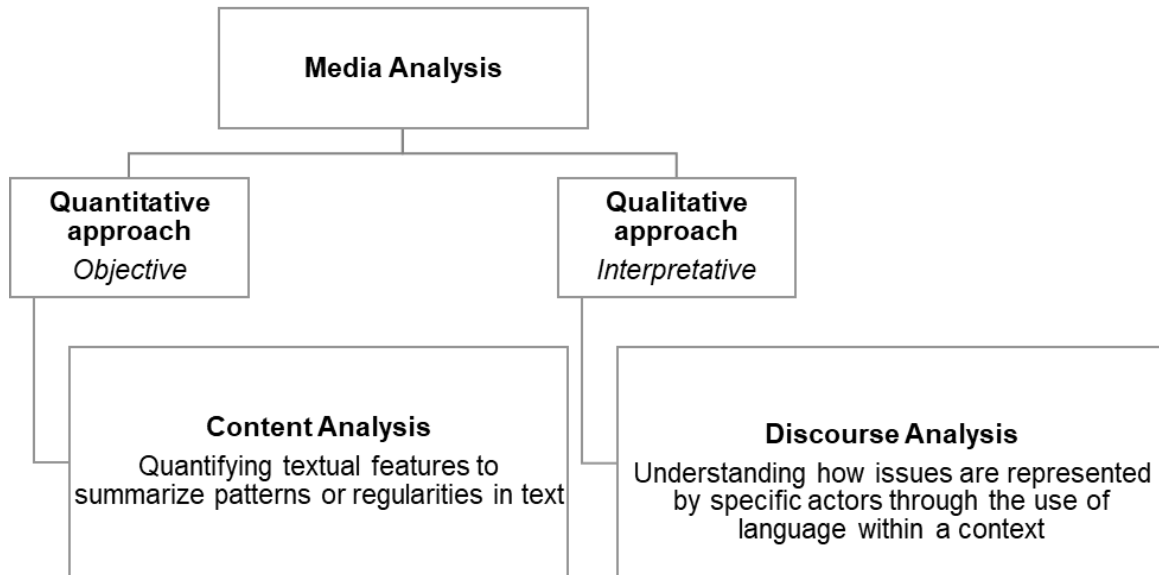 Media Analysis
Quantitative
approach
Objective
Qualitative
approach
Interpretative
Content Analysis
Quantifying textual features to
summarize patterns or regularities in text
Discourse Analysis
Understanding how issues are represented
by specific actors through the use of
language within a context